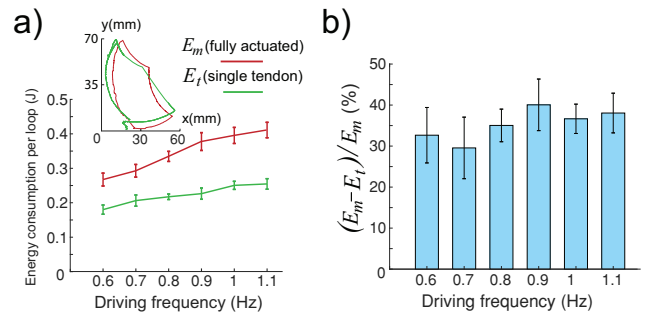 a)
y(mm)
70
35
0
30
60
x(mm)
E_m (fully actuated)
E_t (single tendon)
Energy consumption per loop (J)
0.5
0.4
0.3
0.2
0.1
0
0.6 0.7 0.8 0.9 1 1.1
Driving frequency (Hz)
b)
(E_m-E_t)/E_m (%)
50
40
30
20
10
0
0.6 0.7 0.8 0.9 1 1.1
Driving frequency (Hz)